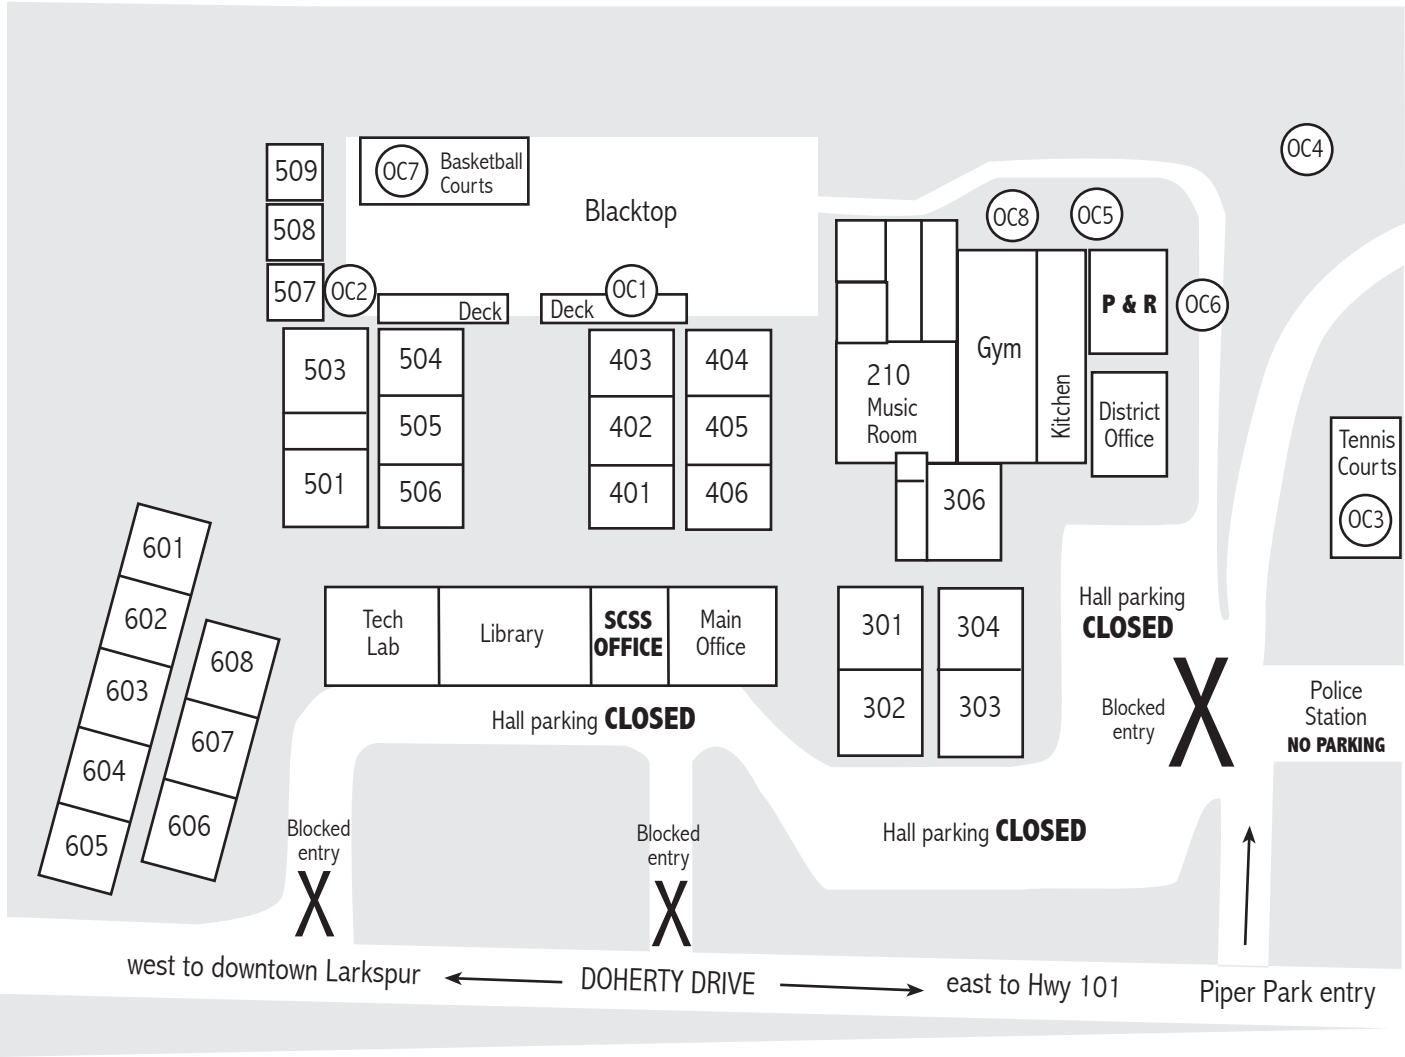 OC4
509
OC7
Basketball
Courts
Blacktop
508
OC8
OC5
507
OC2
Deck
Deck
OC1
P & R
OC6
503
504
403
404
Gym
210
Music
Room
Kitchen
District
Office
505
402
405
Tennis
Courts
OC3
501
506
401
406
306
601
602
603
604
605
608
607
606
Tech
Lab
Library
SCSS
OFFICE
Main
Office
301
304
302
303
Hall parking
CLOSED
Blocked
entry
X
Police
Station
NO PARKING
Hall parking CLOSED
Hall parking CLOSED
Blocked
entry
X
Blocked
entry
X
west to downtown Larkspur
DOHERTY DRIVE
east to Hwy 101
Piper Park entry